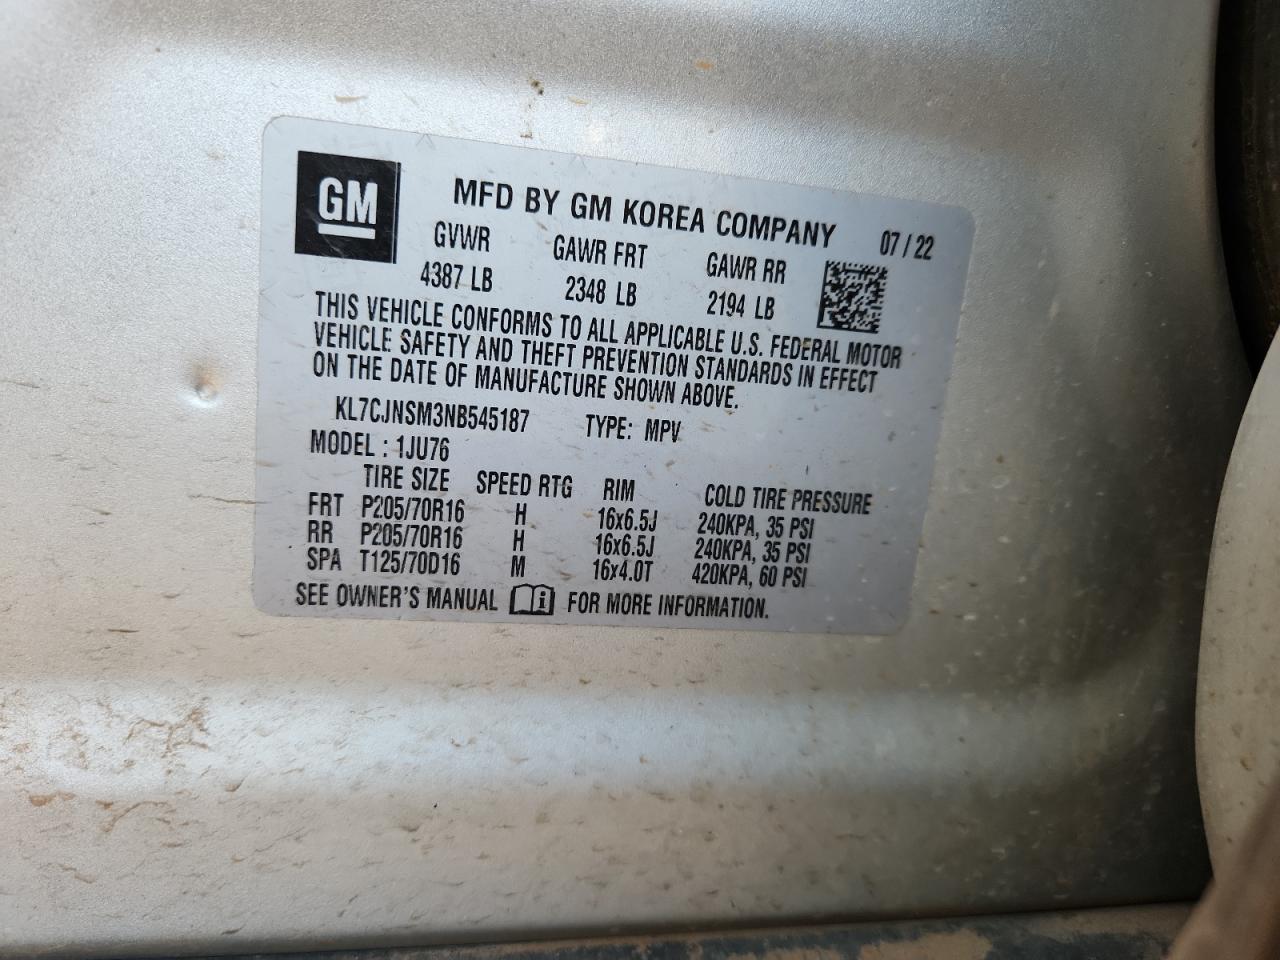 GM
MFD BY GM KOREA COMPANY 07 / 22
GVWR GAWR FRT GAWR RR
4387 LB 2348 LB 2194 LB
THIS VEHICLE CONFORMS TO ALL APPLICABLE U.S. FEDERAL MOTOR
VEHICLE SAFETY AND THEFT PREVENTION STANDARDS IN EFFECT
ON THE DATE OF MANUFACTURE SHOWN ABOVE.
KL7CJNSM3NB545187 TYPE: MPV
MODEL : 1JU76
TIRE SIZE SPEED RTG RIM COLD TIRE PRESSURE
FRT P205/70R16 H 16x6.5J 240KPA, 35 PSI
RR P205/70R16 H 16x6.5J 240KPA, 35 PSI
SPA T125/70D16 M 16x4.0T 420KPA, 60 PSI
SEE OWNER'S MANUAL i FOR MORE INFORMATION.